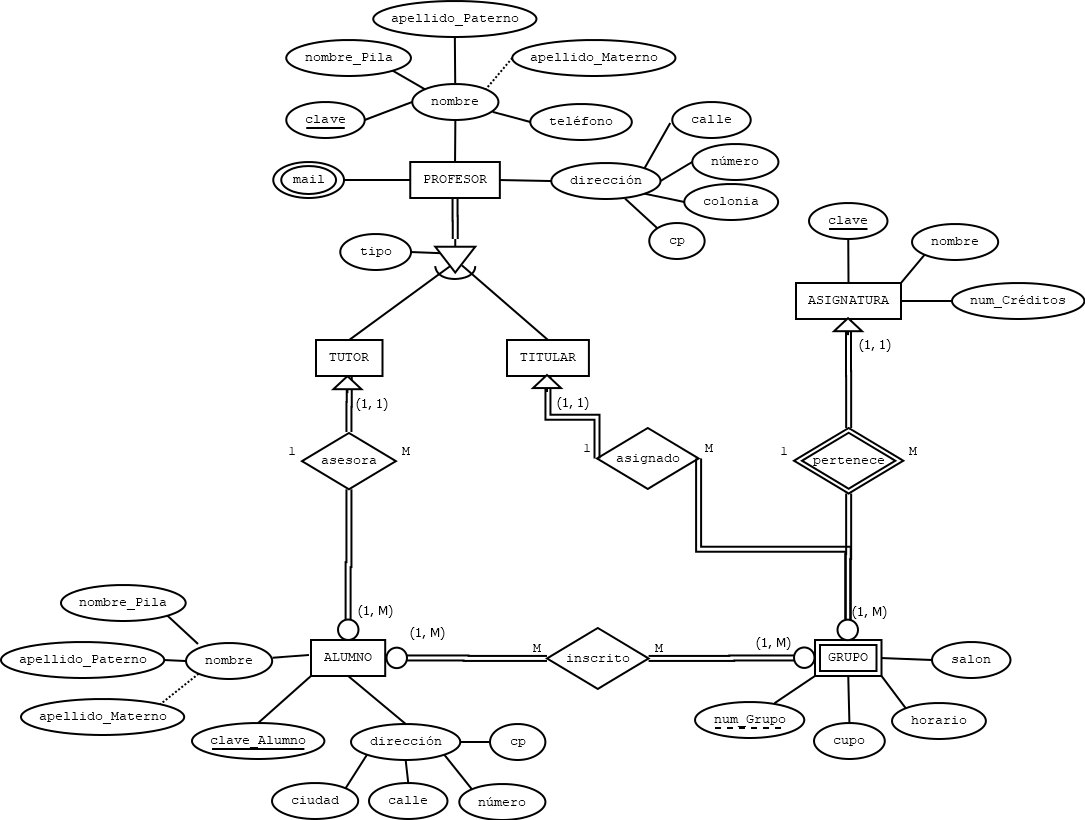 apellido_Paterno
nombre_Pila
apellido_Materno
nombre
clave
teléfono
calle
número
mail
PROFESOR
dirección
colonia
cp
tipo
clave
nombre
ASIGNATURA
num_Créditos
TUTOR
TITULAR
(1, 1)
(1, 1)
(1, 1)
1
asesora
M
1
asignado
M
1
pertenece
M
nombre_Pila
(1, M)
(1, M)
(1, M)
(1, M)
apellido_Paterno
nombre
ALUMNO
M
inscrito
M
GRUPO
salon
apellido_Materno
clave_Alumno
dirección
cp
num_Grupo
cupo
horario
ciudad
calle
número